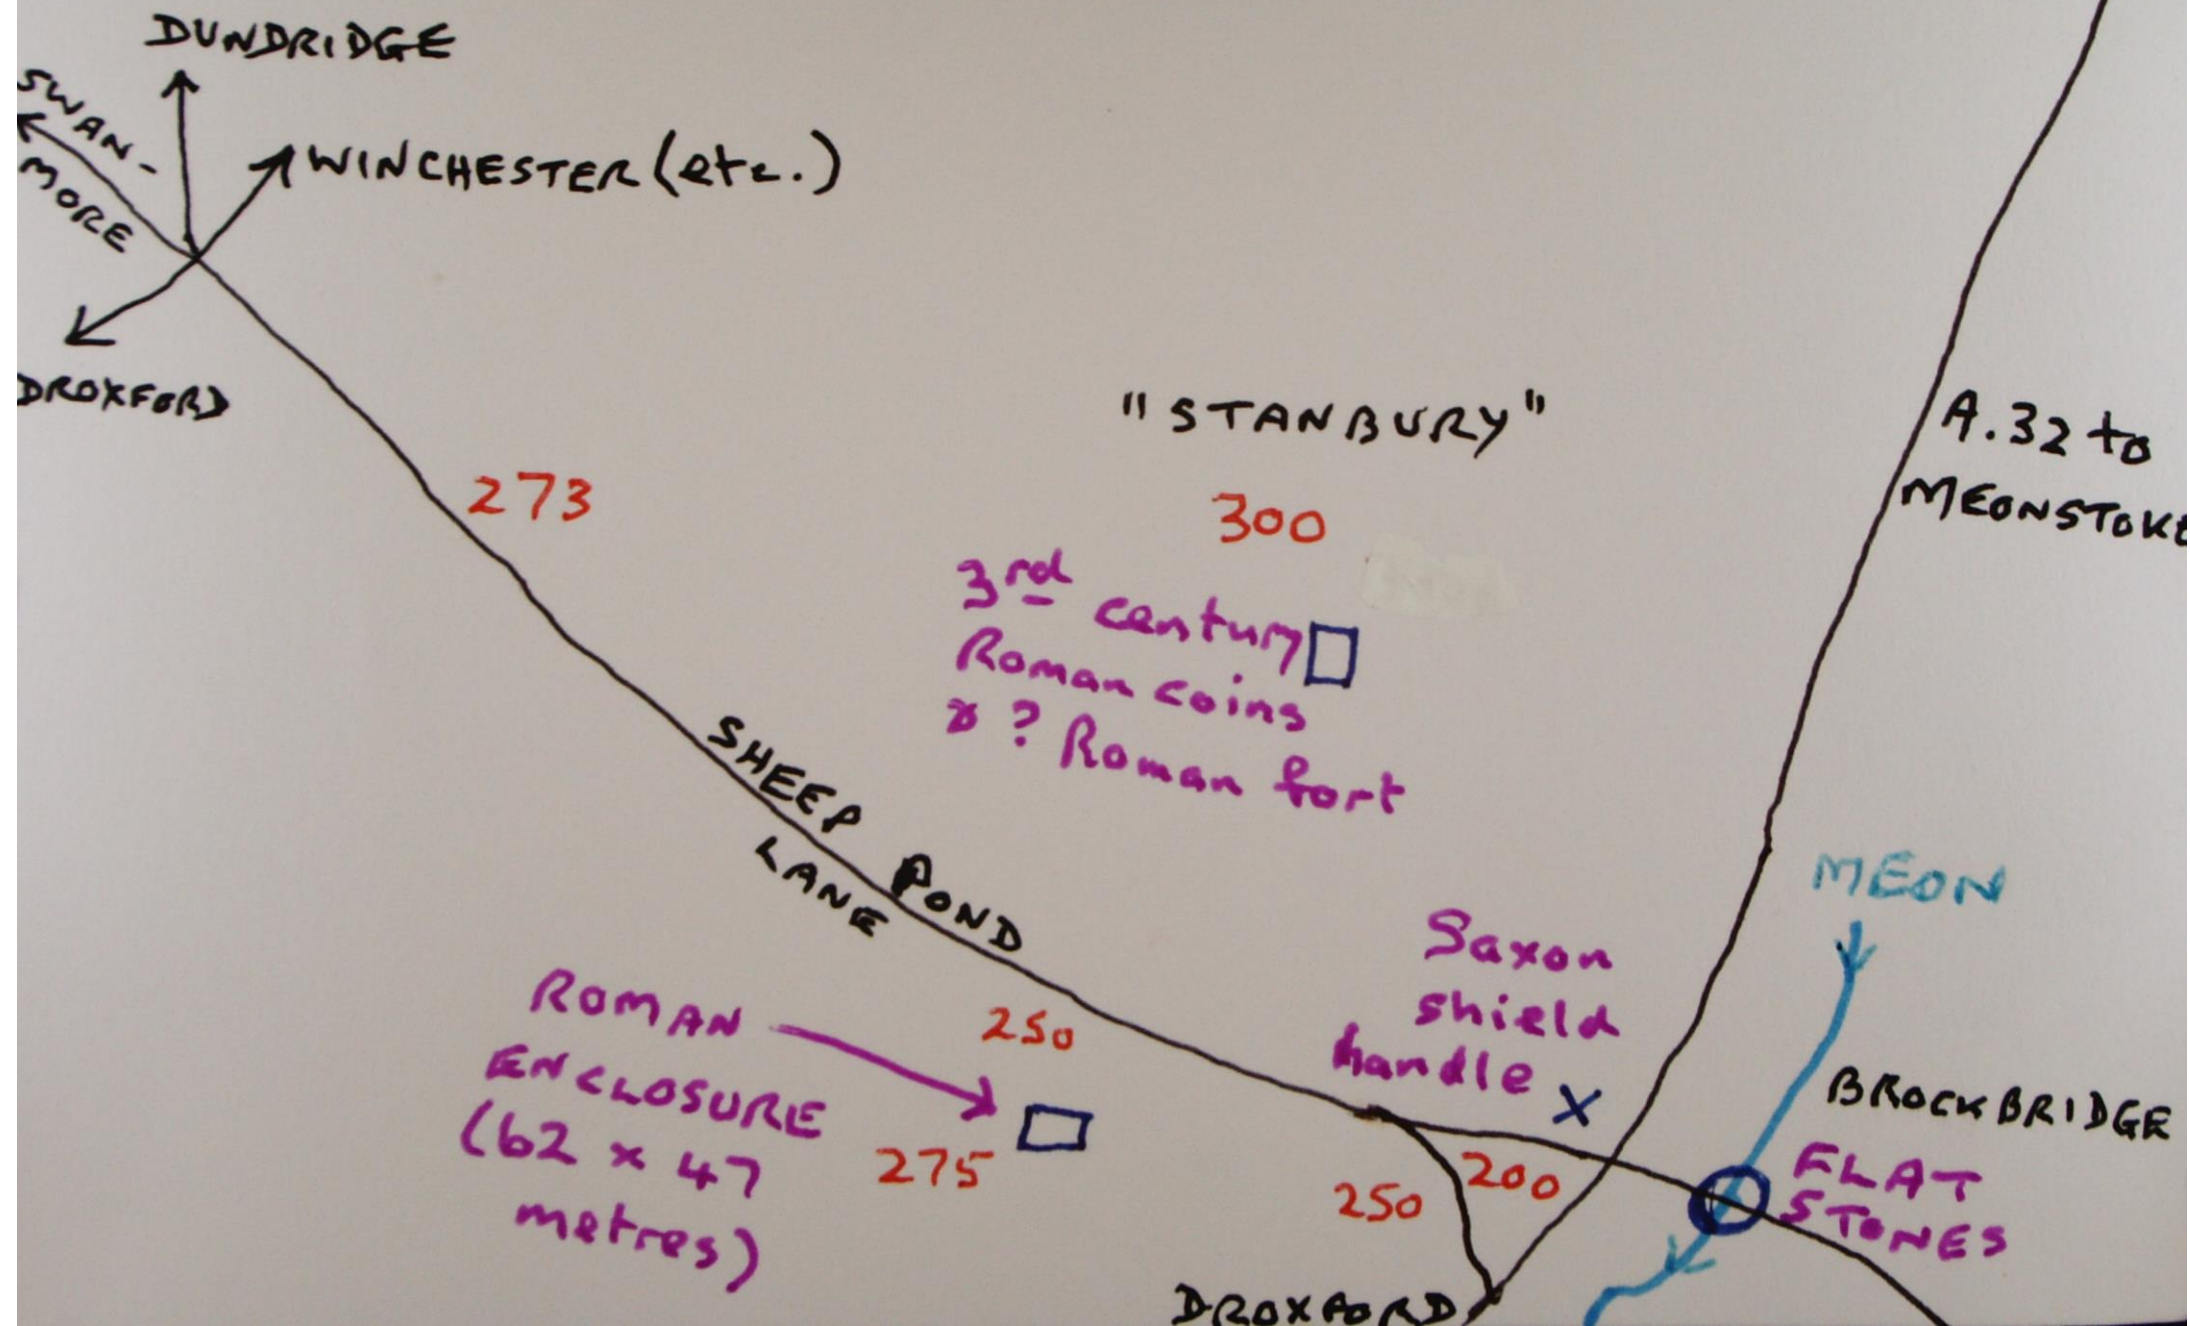 DUNDRIDGE
SWAN-
MORE
WINCHESTER (etc.)
DROXFORD
"STANBURY"
A.32 to
MEONSTOKE
273
300
3rd century
Roman coins
& ? Roman fort
SHEEP POND
LANE
MEON
Saxon
shield
handle X
ROMAN
ENCLOSURE
(62 x 47
metres)
250
275
BROCKBRIDGE
FLAT
STONES
200
250
DROXFORD